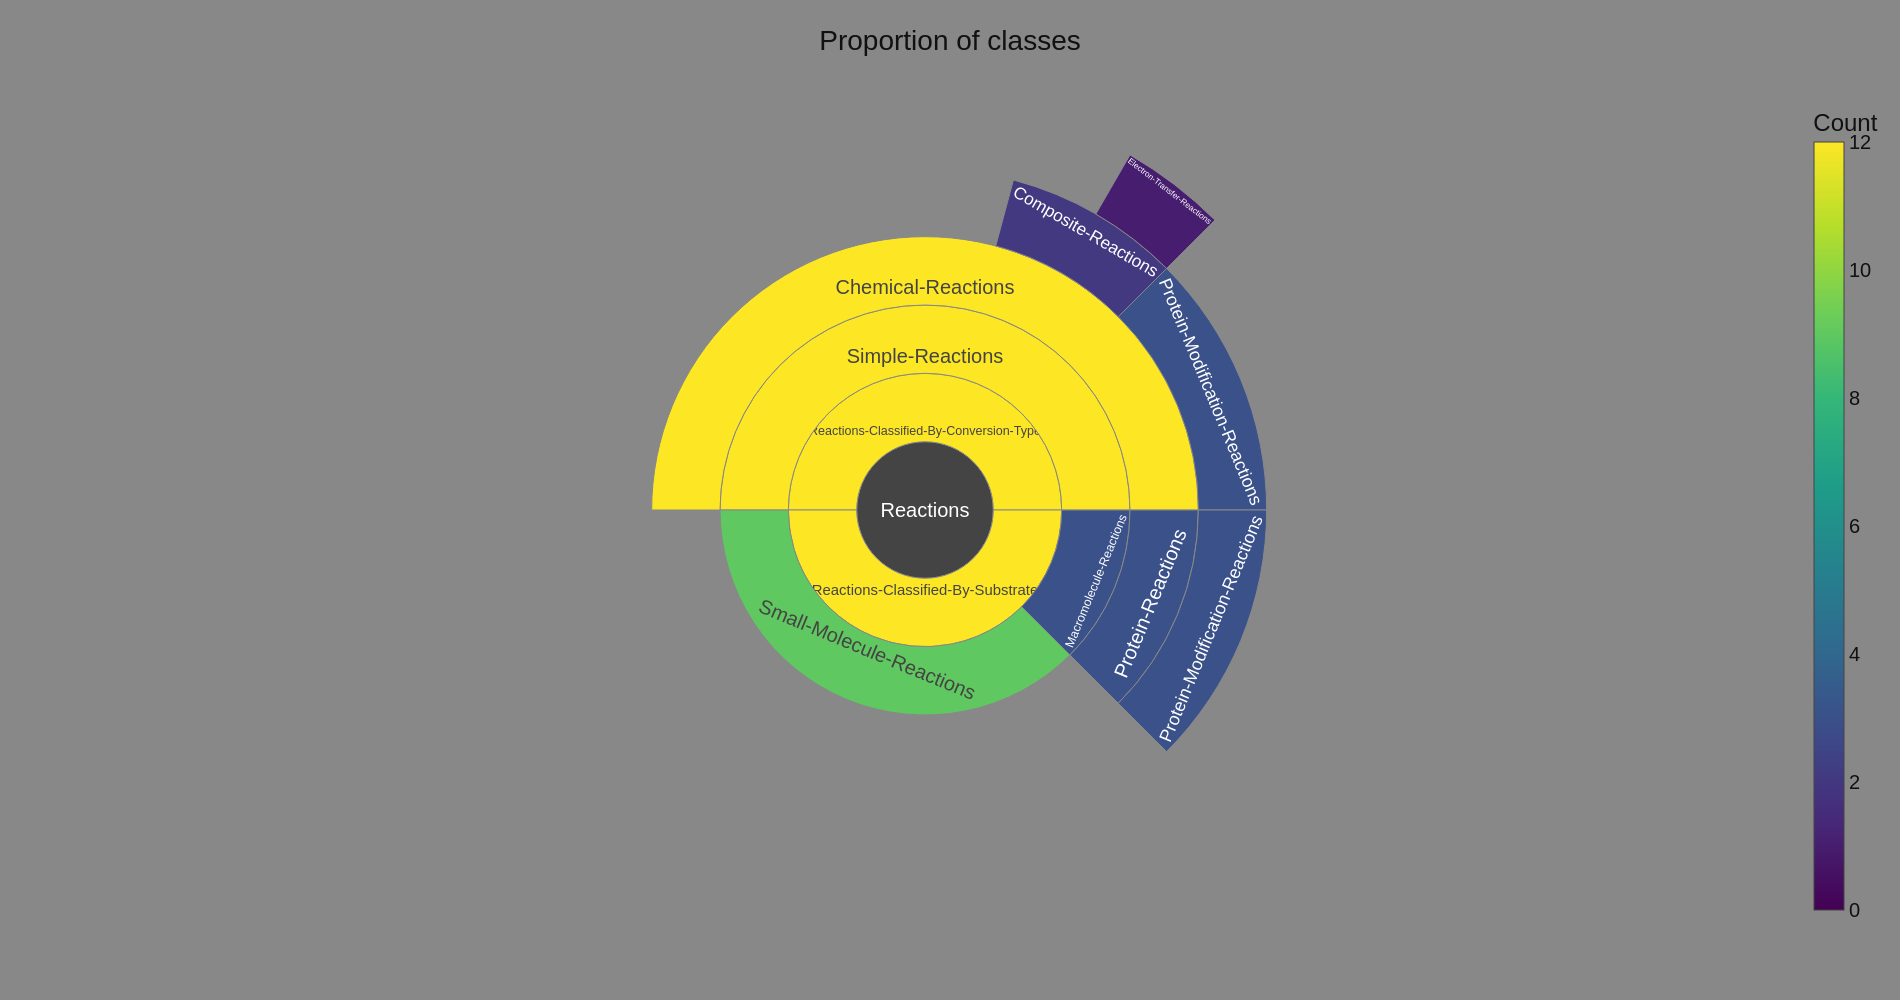 Proportion of classes
Count
12
10
8
6
4
2
0
Electron-Transfer-Reactions
Composite-Reactions
Protein-Modification-Reactions
Chemical-Reactions
Simple-Reactions
Reactions-Classified-By-Conversion-Type
Reactions
Reactions-Classified-By-Substrate
Small-Molecule-Reactions
Macromolecule-Reactions
Protein-Reactions
Protein-Modification-Reactions